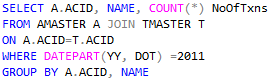 SELECT A.ACID, NAME, COUNT(*) NoOfTxns
FROM AMASTER A JOIN TMASTER T
ON A.ACID=T.ACID
WHERE DATEPART(YY, DOT) =2011
GROUP BY A.ACID, NAME